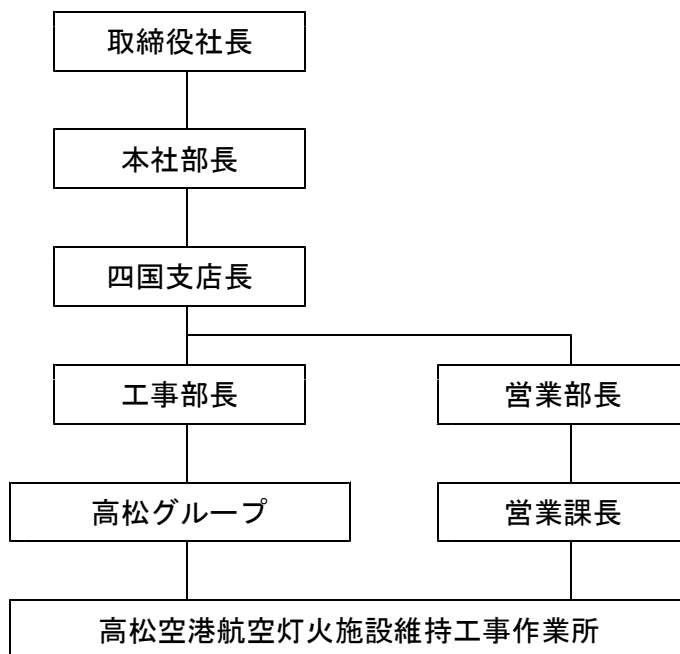 取締役社長
本社部長
四国支店長
工事部長
営業部長
高松グループ
営業課長
高松空港航空灯火施設維持工事作業所